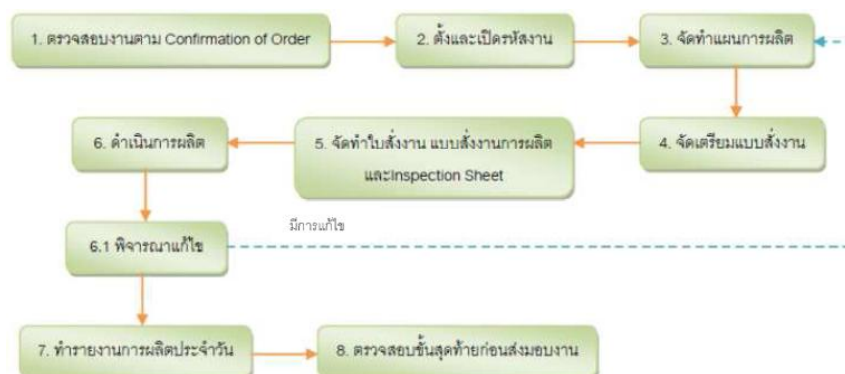 1. ตรวจสอบงานตาม Confirmation of Order
2. ตั้งและเปิดรหัสงาน
3. จัดทำแผนการผลิต
4. จัดเตรียมแบบสั่งงาน
5. จัดทำใบสั่งงาน แบบสั่งงานการผลิต
และInspection Sheet
6. ดำเนินการผลิต
6.1 พิจารณาแก้ไข
มีการแก้ไข
7. ทำรายงานการผลิตประจำวัน
8. ตรวจสอบขั้นสุดท้ายก่อนส่งมอบงาน